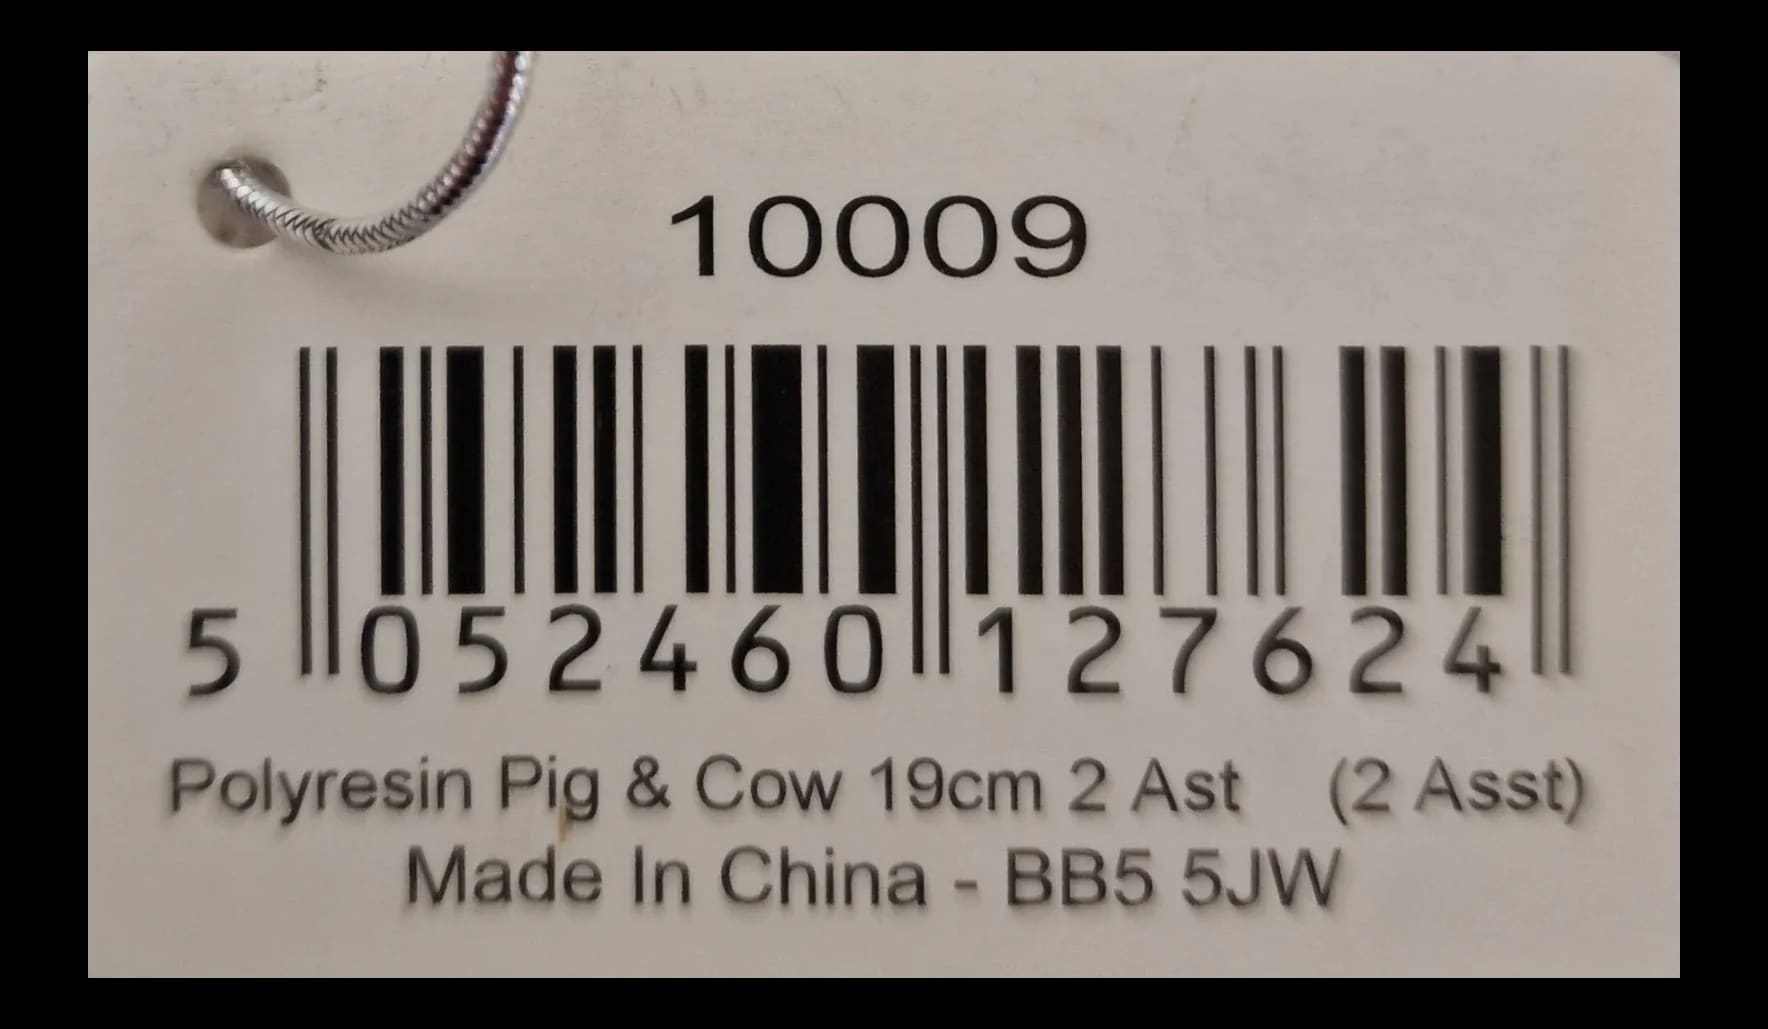 10009
5 052460 127624
Polyresin Pig & Cow 19cm 2 Ast (2 Asst)
Made In China - BB5 5JW